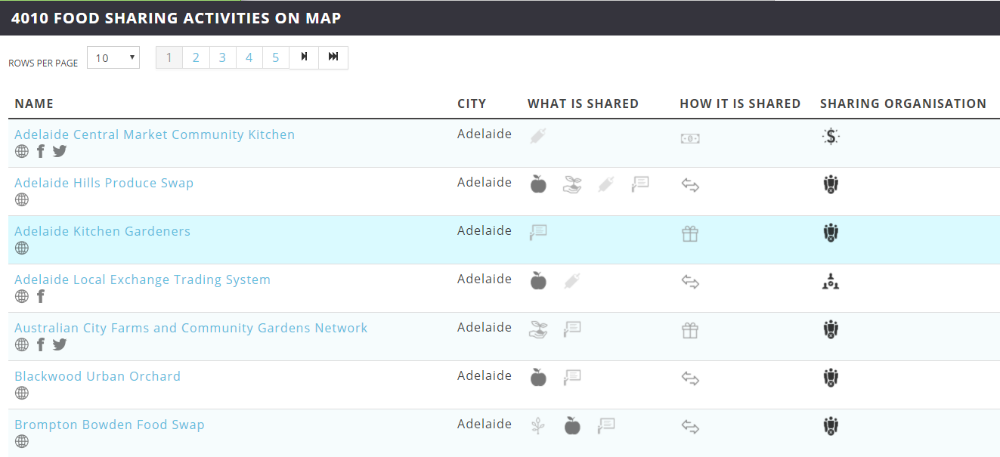 4010 FOOD SHARING ACTIVITIES ON MAP
ROWS PER PAGE 10 1 2 3 4 5
NAME CITY WHAT IS SHARED HOW IT IS SHARED SHARING ORGANISATION
Adelaide Central Market Community Kitchen Adelaide
Adelaide Hills Produce Swap Adelaide
Adelaide Kitchen Gardeners Adelaide
Adelaide Local Exchange Trading System Adelaide
Australian City Farms and Community Gardens Network Adelaide
Blackwood Urban Orchard Adelaide
Brompton Bowden Food Swap Adelaide